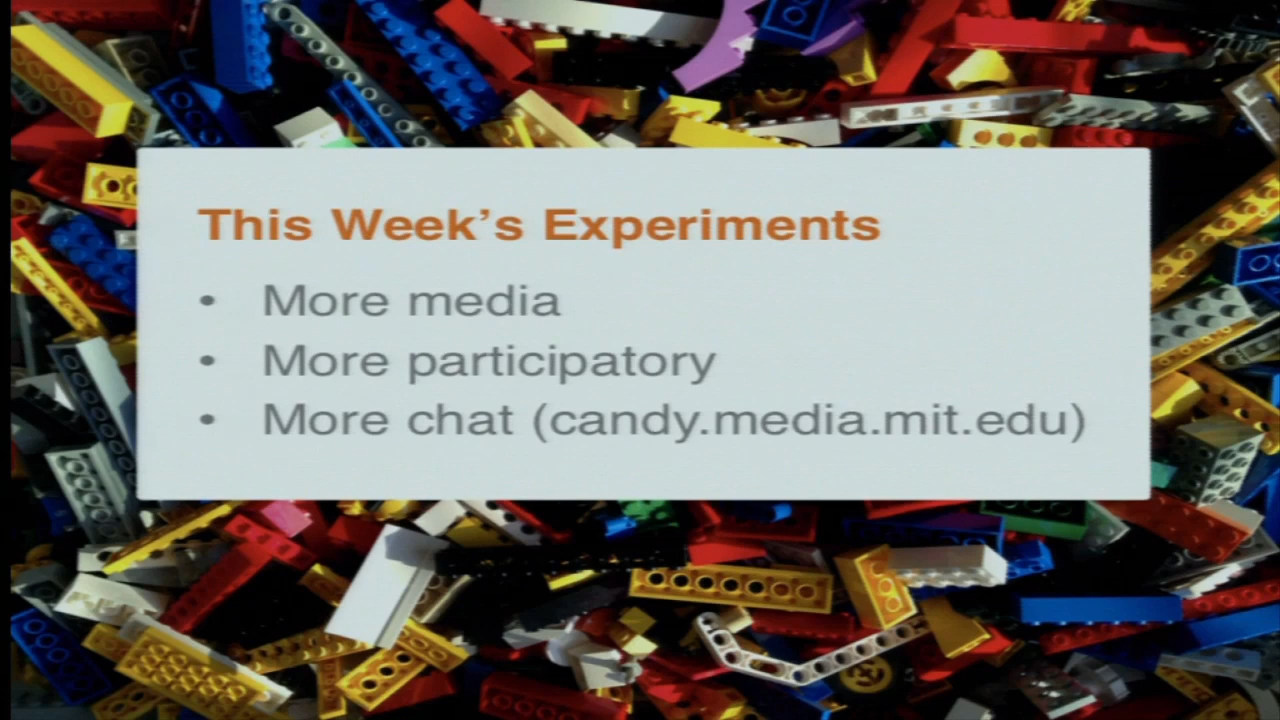 This Week’s Experiments
• More media
• More participatory
• More chat (candy.media.mit.edu)